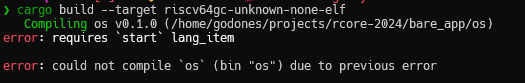 ❯ cargo build --target riscv64gc-unknown-none-elf
   Compiling os v0.1.0 (/home/godones/projects/rcore-2024/bare_app/os)
error: requires `start` lang_item

error: could not compile `os` (bin "os") due to previous error